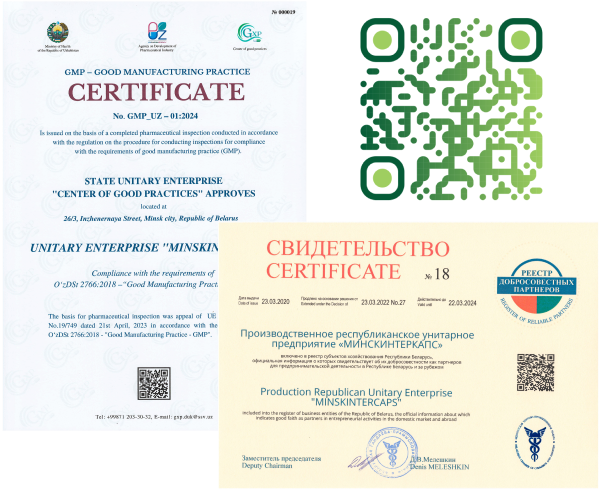 № 000019
Ministry of Health
of the Republic of Uzbekistan
Agency on Development of
Pharmaceutical Industry
GXP
Center of good practices
GMP – GOOD MANUFACTURING PRACTICE
CERTIFICATE
No. GMP_UZ – 01:2024
Is issued on the basis of a completed pharmaceutical inspection conducted in accordance
with the regulation on the procedure for conducting inspections for compliance
with the requirements of good manufacturing practice (GMP).
STATE UNITARY ENTERPRISE
"CENTER OF GOOD PRACTICES" APPROVES
located at
26/3, Inzhenernaya Street, Minsk city, Republic of Belarus
UNITARY ENTERPRISE "MINSKIN
Compliance with the requirements of
O'zDSt 2766:2018 –"Good Manufacturing Prac
The basis for pharmaceutical inspection was appeal of UE
No.19/749 dated 21st April, 2023 in accordance with the
O'zDSt 2766:2018 - "Good Manufacturing Practice - GMP".
Tel: +99871 203-30-32, E-mail: gxp.duk@ssv.uz
СВИДЕТЕЛЬСТВО
CERTIFICATE № 18
РЕЕСТР
ДОБРОСОВЕСТНЫХ
ПАРТНЕРОВ
REGISTER OF RELIABLE PARTNERS
Дата выдачи
Date of issue 23.03.2020
Продлено на основании решения от
Extended under the Decision of 23.03.2022 No.27
Действительно до
Valid until 22.03.2024
Производственное республиканское унитарное
предприятие «МИНСКИНТЕРКАПС»
включено в реестр субъектов хозяйствования Республики Беларусь,
официальная информация о которых свидетельствует об их добросовестности как партнеров
для предпринимательской деятельности в Республике Беларусь и за рубежом
Production Republican Unitary Enterprise
"MINSKINTERCAPS"
included into the register of business entities of the Republic of Belarus, the official information about which
indicates good faith as partners in entrepreneurial activities in the domestic market and abroad
Заместитель председателя
Deputy Chairman
Д.В.Мелешкин
Denis MELESHKIN